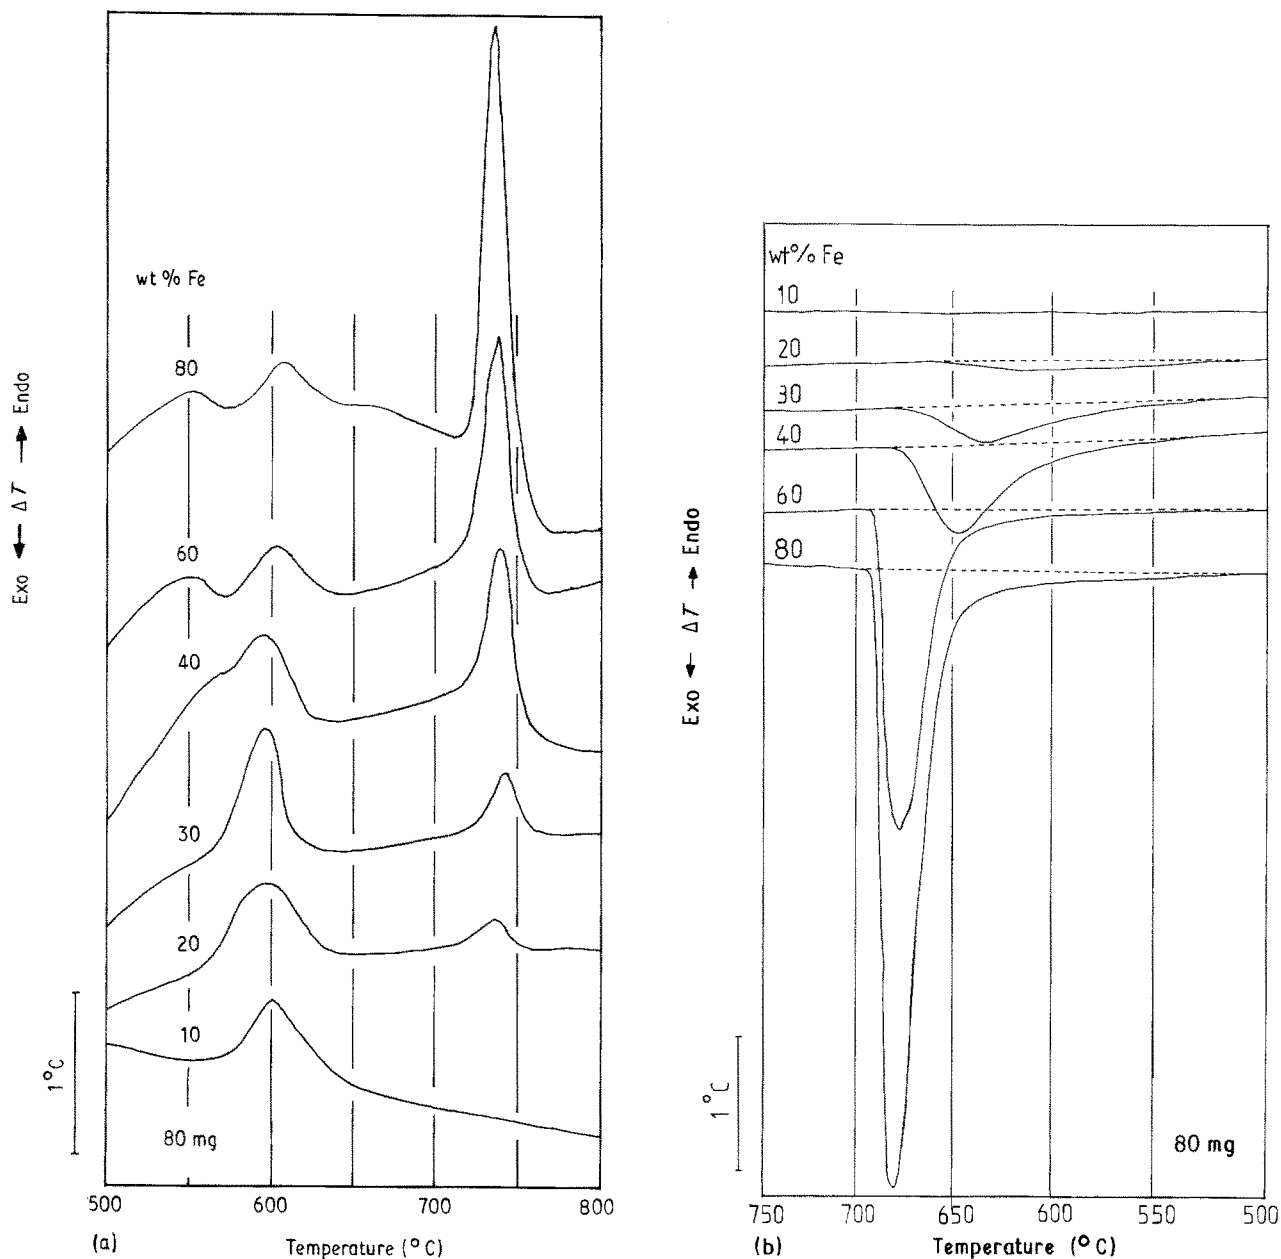 wt % Fe
80
60
40
30
20
10
80 mg
Exo ← ΔT → Endo
1°C
500 600 700 800
(a) Temperature (°C)
wt% Fe
10
20
30
40
60
80
Exo ← ΔT → Endo
1°C
80 mg
750 700 650 600 550 500
(b) Temperature (°C)